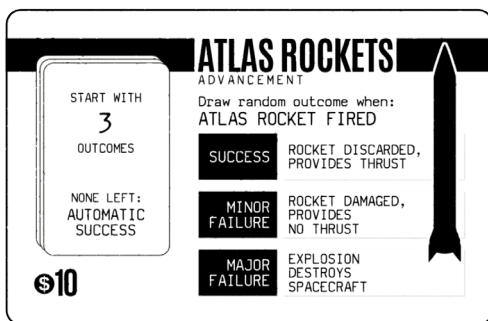 ATLAS ROCKETS
ADVANCEMENT
START WITH
3
OUTCOMES
NONE LEFT:
AUTOMATIC
SUCCESS
$10
Draw random outcome when:
ATLAS ROCKET FIRED
SUCCESS
ROCKET DISCARDED,
PROVIDES THRUST
MINOR
FAILURE
ROCKET DAMAGED,
PROVIDES
NO THRUST
MAJOR
FAILURE
EXPLOSION
DESTROYS
SPACECRAFT